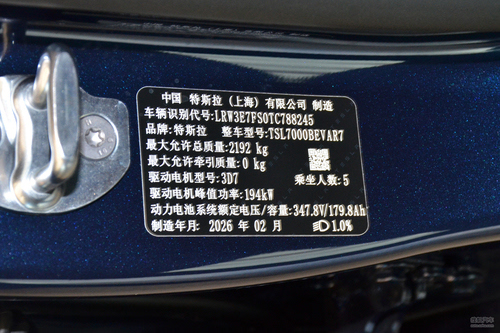 中国 特斯拉 (上海) 有限公司 制造
车辆识别代号:LRW3E7FS0TC788245
品牌:特斯拉 整车型号:TSL7000BEVAR7
最大允许总质量:2192 kg
最大允许牵引质量:0 kg
驱动电机型号:3D7 乘坐人数:5
驱动电机峰值功率:194kW
动力电池系统额定电压/容量:347.8V/179.8Ah
制造年月:2026 年 02 月 1.0%